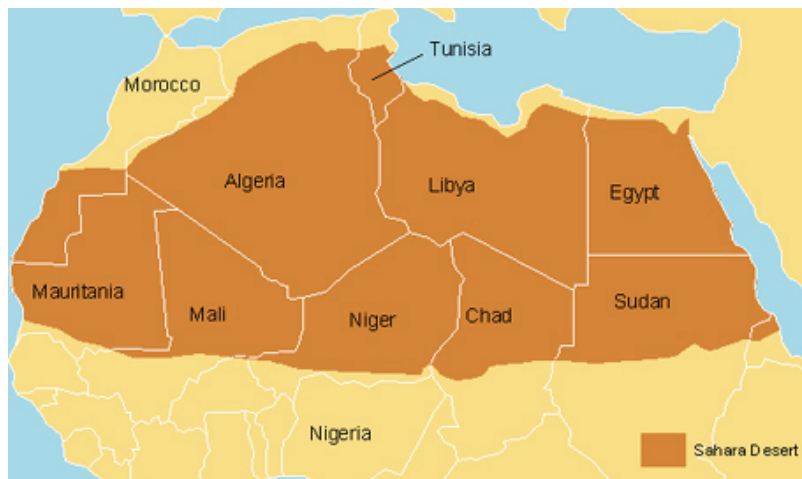 Tunisia
Morocco
Algeria
Libya
Egypt
Mauritania
Mali
Niger
Chad
Sudan
Nigeria
Sahara Desert